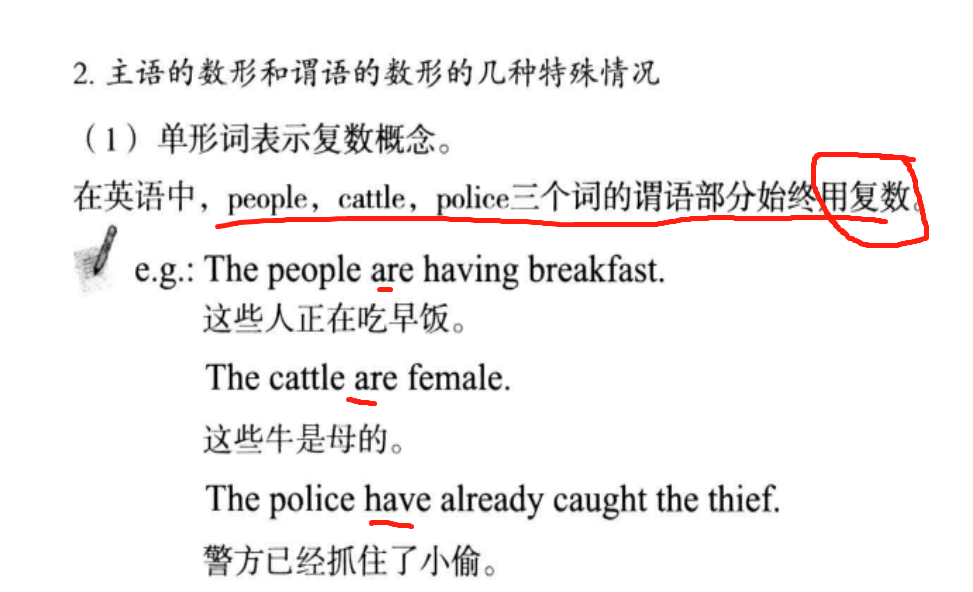 2. 主语的数形和谓语的数形的几种特殊情况
（1）单形词表示复数概念。
在英语中，people，cattle，police三个词的谓语部分始终用复数。
e.g.: The people are having breakfast.
这些人正在吃早饭。
The cattle are female.
这些牛是母的。
The police have already caught the thief.
警方已经抓住了小偷。